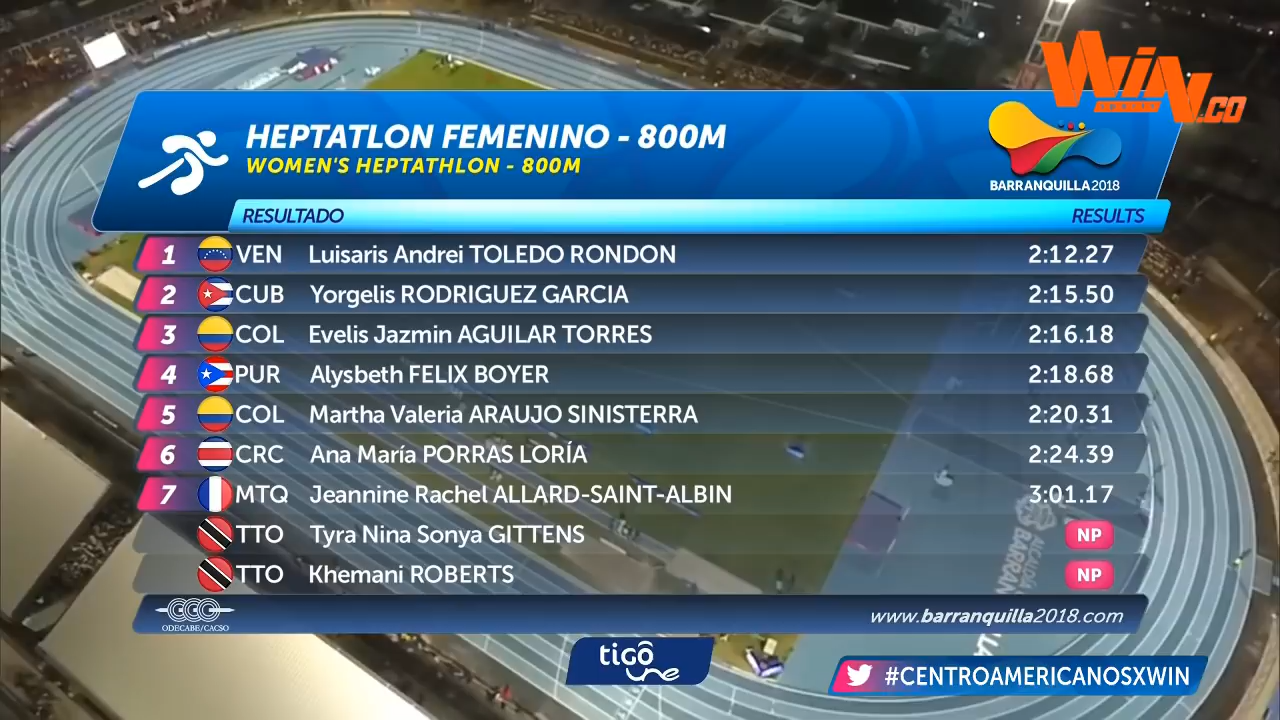 WiN
.CO
HEPTATLON FEMENINO - 800M
WOMEN'S HEPTATHLON - 800M
BARRANQUILLA2018
RESULTADO RESULTS
1 VEN Luisaris Andrei TOLEDO RONDON 2:12.27
2 CUB Yorgelis RODRIGUEZ GARCIA 2:15.50
3 COL Evelis Jazmin AGUILAR TORRES 2:16.18
4 PUR Alysbeth FELIX BOYER 2:18.68
5 COL Martha Valeria ARAUJO SINISTERRA 2:20.31
6 CRC Ana María PORRAS LORÍA 2:24.39
7 MTQ Jeannine Rachel ALLARD-SAINT-ALBIN 3:01.17
TTO Tyra Nina Sonya GITTENS NP
TTO Khemani ROBERTS NP
ODECABE/CACSO
www.barranquilla2018.com
tigo
une
#CENTROAMERICANOSXWIN